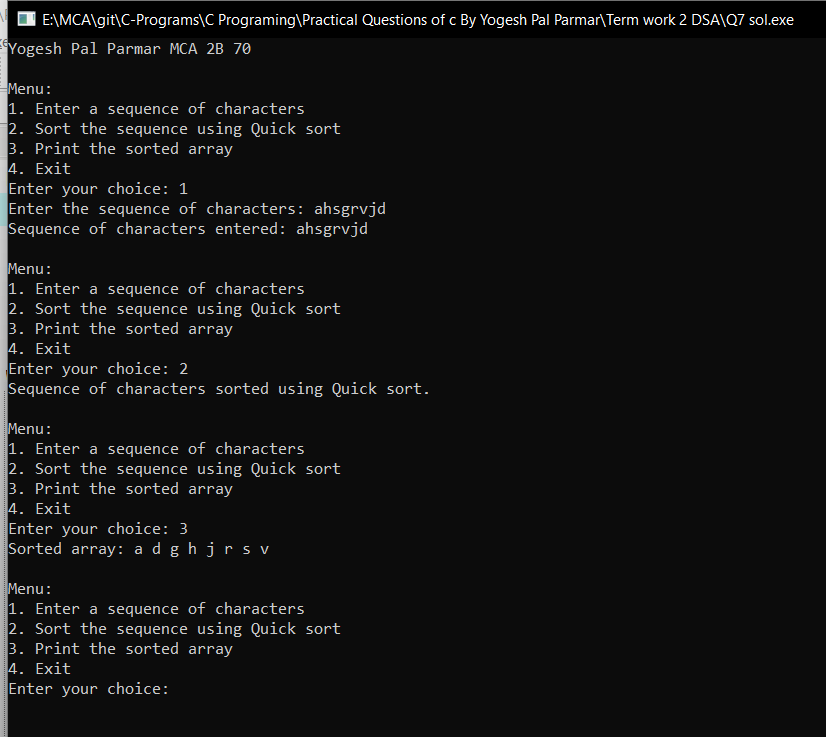 E:\MCA\git\C-Programs\C Programing\Practical Questions of c By Yogesh Pal Parmar\Term work 2 DSA\Q7 sol.exe
Yogesh Pal Parmar MCA 2B 70
Menu:
1. Enter a sequence of characters
2. Sort the sequence using Quick sort
3. Print the sorted array
4. Exit
Enter your choice: 1
Enter the sequence of characters: ahsgrvjd
Sequence of characters entered: ahsgrvjd
Menu:
1. Enter a sequence of characters
2. Sort the sequence using Quick sort
3. Print the sorted array
4. Exit
Enter your choice: 2
Sequence of characters sorted using Quick sort.
Menu:
1. Enter a sequence of characters
2. Sort the sequence using Quick sort
3. Print the sorted array
4. Exit
Enter your choice: 3
Sorted array: a d g h j r s v
Menu:
1. Enter a sequence of characters
2. Sort the sequence using Quick sort
3. Print the sorted array
4. Exit
Enter your choice: